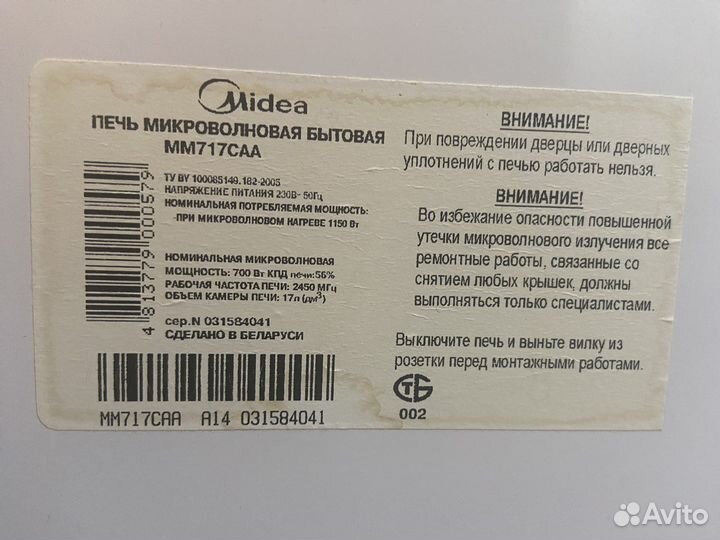 Midea
ПЕЧЬ МИКРОВОЛНОВАЯ БЫТОВАЯ
MM717CAA
ТУ BY 100085149.182-2005
НАПРЯЖЕНИЕ ПИТАНИЯ 230В~ 50Гц
НОМИНАЛЬНАЯ ПОТРЕБЛЯЕМАЯ МОЩНОСТЬ:
-ПРИ МИКРОВОЛНОВОМ НАГРЕВЕ 1150 Вт
НОМИНАЛЬНАЯ МИКРОВОЛНОВАЯ
МОЩНОСТЬ: 700 Вт КПД печи:56%
РАБОЧАЯ ЧАСТОТА ПЕЧИ: 2450 МГц
ОБЪЕМ КАМЕРЫ ПЕЧИ: 17л (дм³)
сер.N 031584041
СДЕЛАНО В БЕЛАРУСИ
4 813779 000579
MM717CAA A14 031584041
ВНИМАНИЕ!
При повреждении дверцы или дверных
уплотнений с печью работать нельзя.
ВНИМАНИЕ!
Во избежание опасности повышенной
утечки микроволнового излучения все
ремонтные работы, связанные со
снятием любых крышек, должны
выполняться только специалистами.
Выключите печь и выньте вилку из
розетки перед монтажными работами.
СТБ
002
Avito